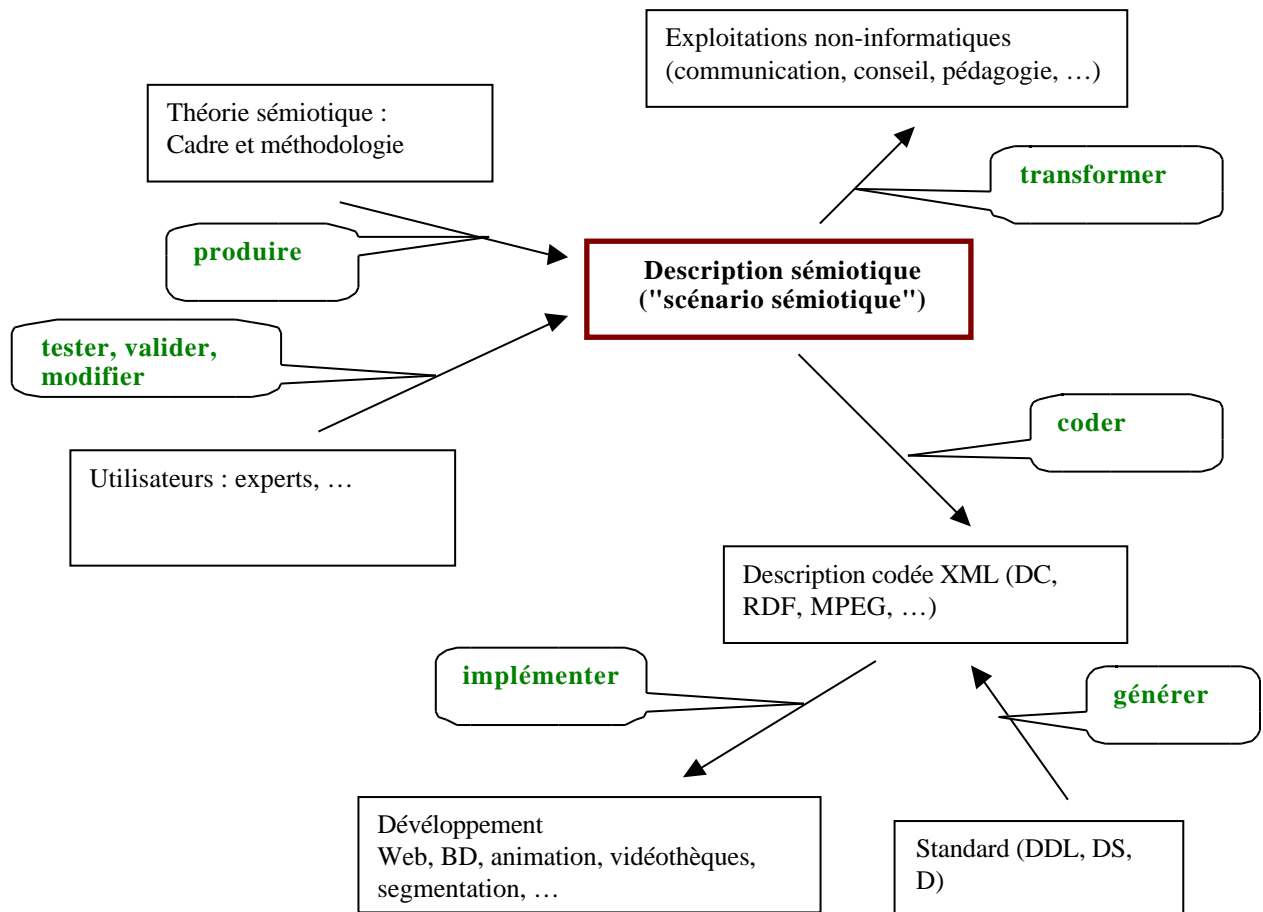 Exploitations non-informatiques
(communication, conseil, pédagogie, …)
Théorie sémiotique :
Cadre et méthodologie
transformer
produire
Description sémiotique
("scénario sémiotique")
tester, valider,
modifier
coder
Utilisateurs : experts, …
Description codée XML (DC,
RDF, MPEG, …)
implémenter
générer
Dévéloppement
Web, BD, animation, vidéothèques,
segmentation, …
Standard (DDL, DS,
D)